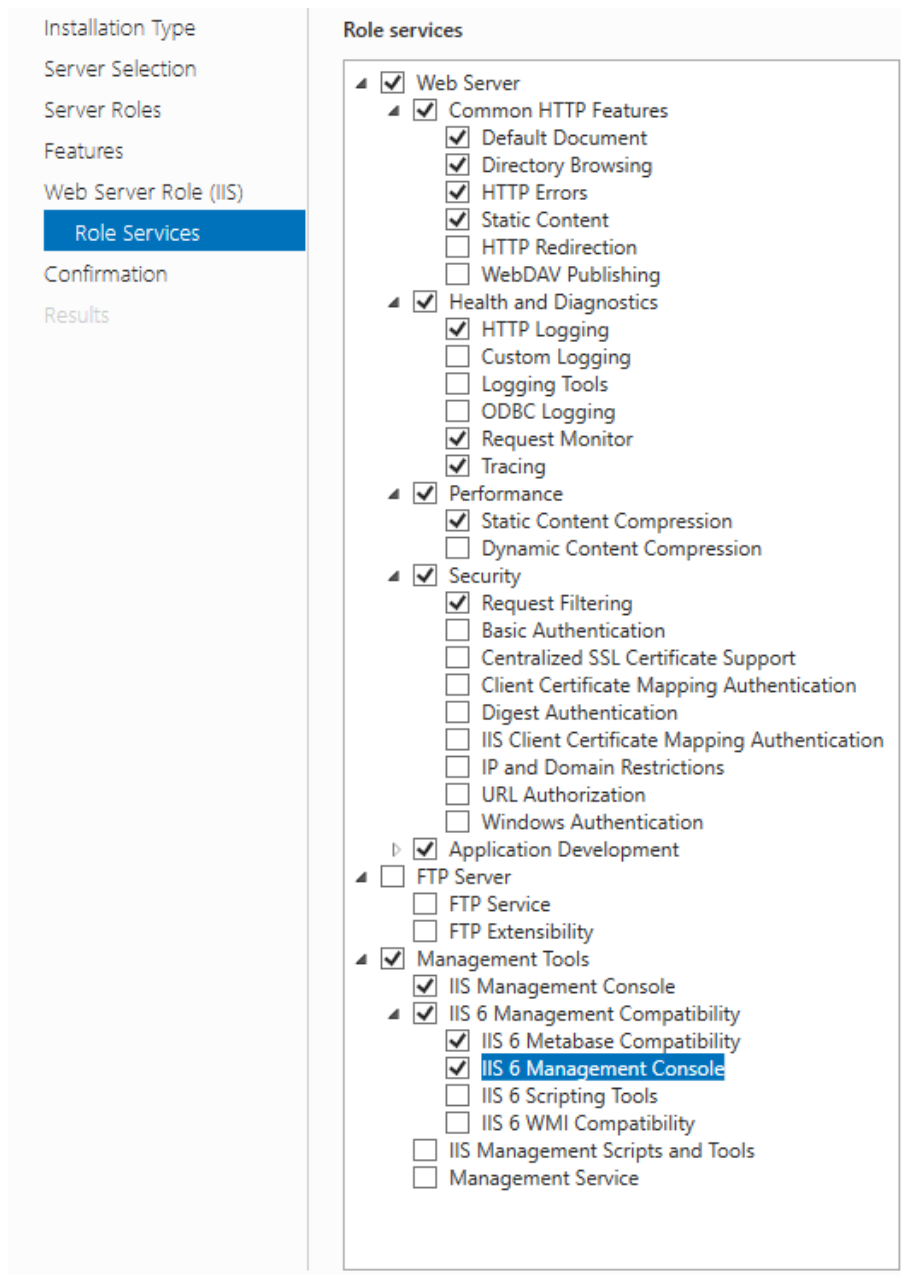 Installation Type
Server Selection
Server Roles
Features
Web Server Role (IIS)
Role Services
Confirmation
Results
Role services
Web Server
Common HTTP Features
Default Document
Directory Browsing
HTTP Errors
Static Content
HTTP Redirection
WebDAV Publishing
Health and Diagnostics
HTTP Logging
Custom Logging
Logging Tools
ODBC Logging
Request Monitor
Tracing
Performance
Static Content Compression
Dynamic Content Compression
Security
Request Filtering
Basic Authentication
Centralized SSL Certificate Support
Client Certificate Mapping Authentication
Digest Authentication
IIS Client Certificate Mapping Authentication
IP and Domain Restrictions
URL Authorization
Windows Authentication
Application Development
FTP Server
FTP Service
FTP Extensibility
Management Tools
IIS Management Console
IIS 6 Management Compatibility
IIS 6 Metabase Compatibility
IIS 6 Management Console
IIS 6 Scripting Tools
IIS 6 WMI Compatibility
IIS Management Scripts and Tools
Management Service